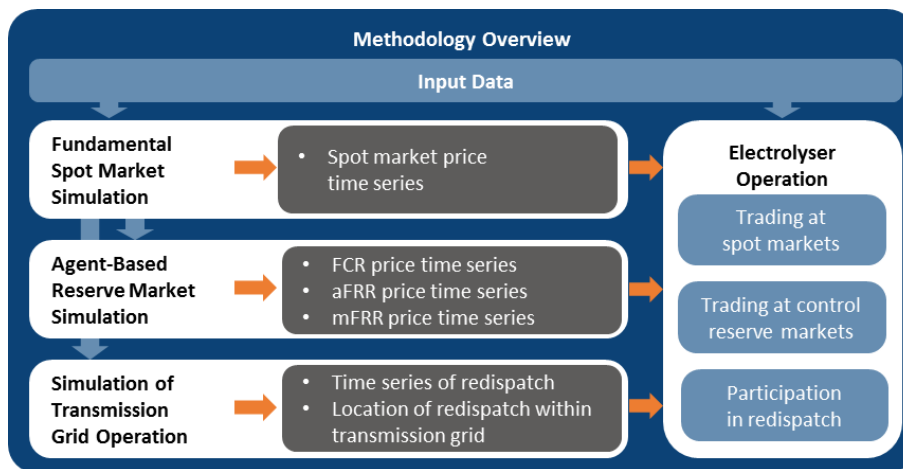 Methodology Overview
Input Data
Fundamental
Spot Market
Simulation
• Spot market price
time series
Agent-Based
Reserve Market
Simulation
• FCR price time series
• aFRR price time series
• mFRR price time series
Simulation of
Transmission
Grid Operation
• Time series of redispatch
• Location of redispatch within
transmission grid
Electrolyser
Operation
Trading at
spot markets
Trading at control
reserve markets
Participation
in redispatch